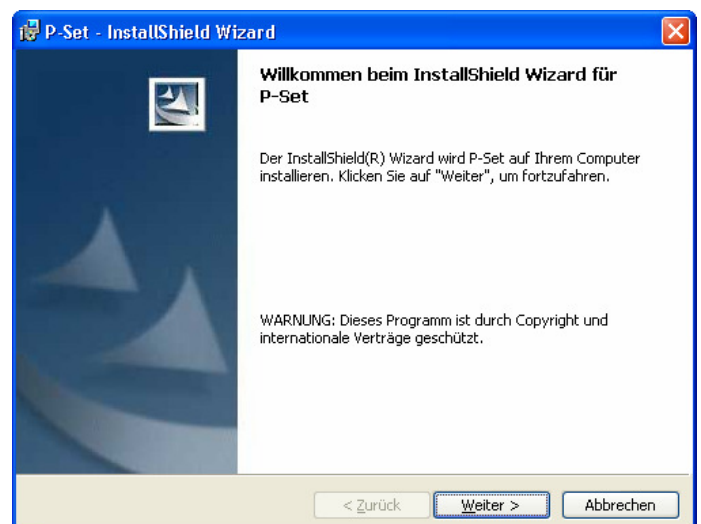 P-Set - InstallShield Wizard
Willkommen beim InstallShield Wizard für
P-Set
Der InstallShield(R) Wizard wird P-Set auf Ihrem Computer
installieren. Klicken Sie auf "Weiter", um fortzufahren.
WARNUNG: Dieses Programm ist durch Copyright und
internationale Verträge geschützt.
< Zurück   Weiter >   Abbrechen